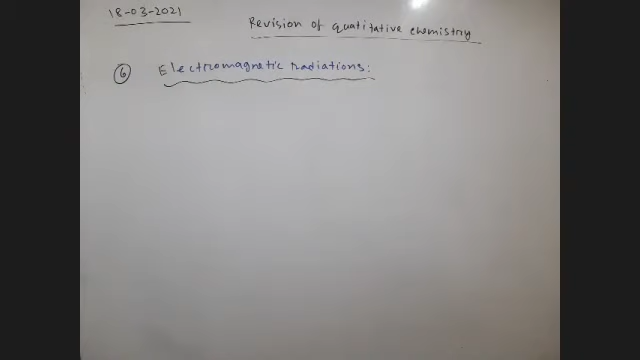 18-03-2021
Revision of quatitative chemistry
6 Electromagnetic radiations: